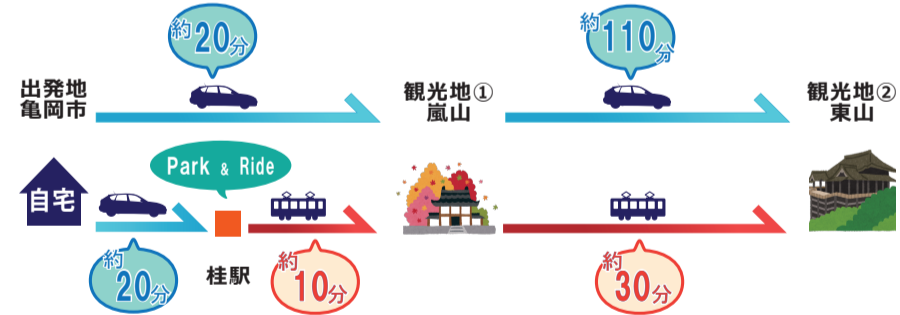 約20分
約110分
出発地
亀岡市
観光地①
嵐山
観光地②
東山
Park & Ride
自宅
桂駅
約20分
約10分
約30分